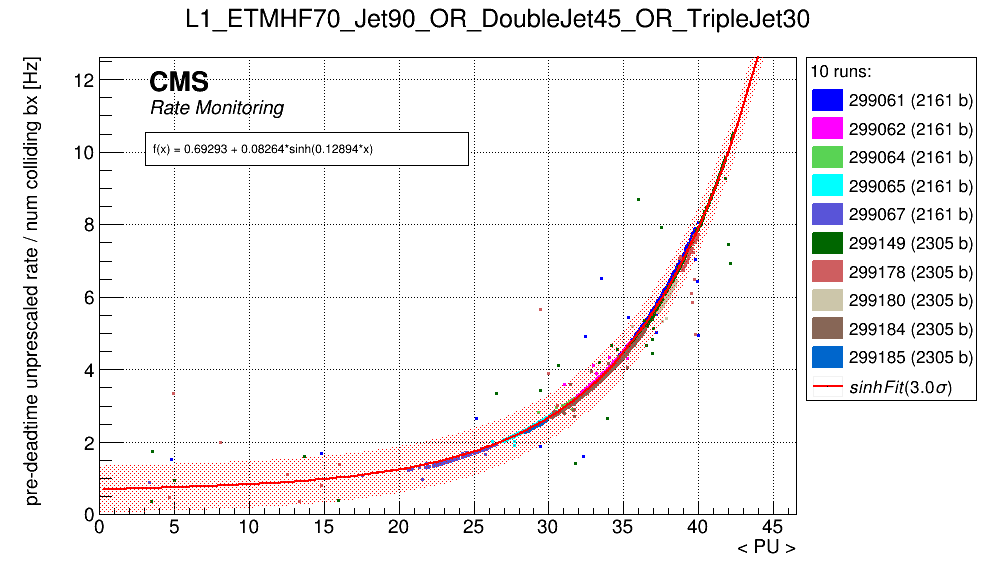 L1_ETMHF70_Jet90_OR_DoubleJet45_OR_TripleJet30
pre-deadtime unprescaled rate / num colliding bx [Hz]
12
10
8
6
4
2
0
CMS
Rate Monitoring
f(x) = 0.69293 + 0.08264*sinh(0.12894*x)
0 5 10 15 20 25 30 35 40 45
< PU >
10 runs:
299061 (2161 b)
299062 (2161 b)
299064 (2161 b)
299065 (2161 b)
299067 (2161 b)
299149 (2305 b)
299178 (2305 b)
299180 (2305 b)
299184 (2305 b)
299185 (2305 b)
sinhFit(3.0σ)